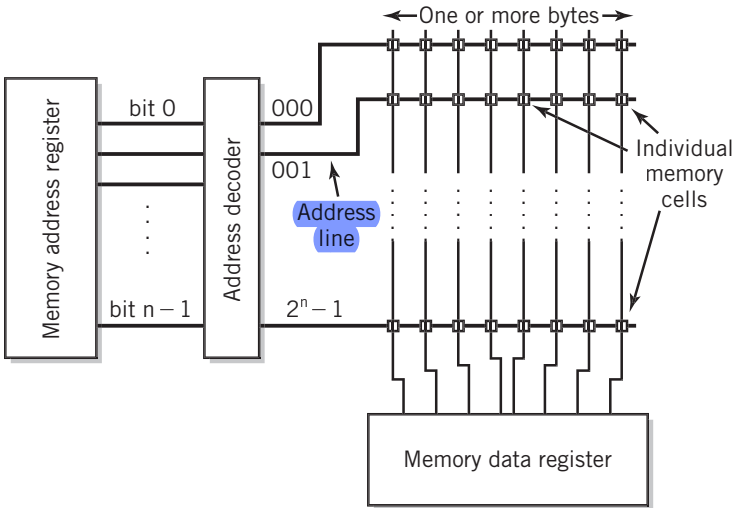 One or more bytes
Memory address register
bit 0
Address decoder
000
001
Address
line
Individual
memory
cells
bit n – 1
2ⁿ – 1
Memory data register